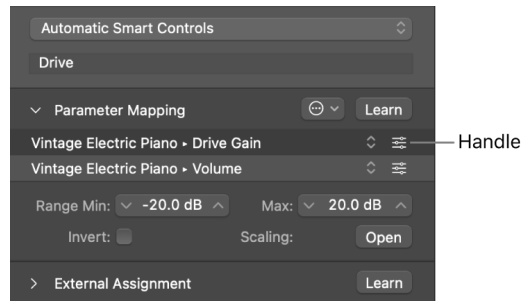 Automatic Smart Controls
Drive
Parameter Mapping Learn
Vintage Electric Piano ▸ Drive Gain Handle
Vintage Electric Piano ▸ Volume
Range Min: -20.0 dB Max: 20.0 dB
Invert: Scaling: Open
External Assignment Learn